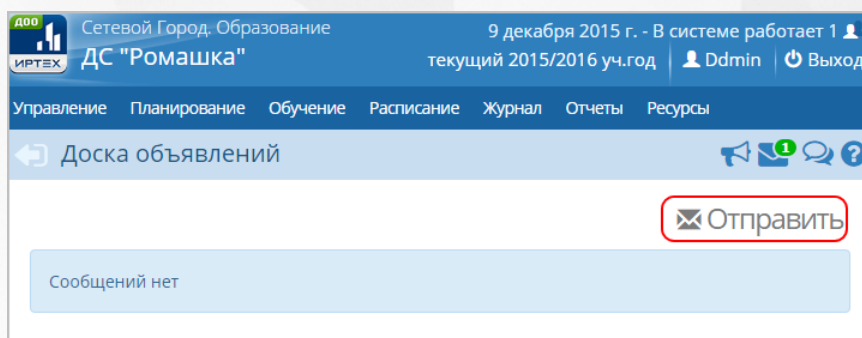 ДОО
ИРТЕХ
Сетевой Город. Образование
ДС "Ромашка"
9 декабря 2015 г. - В системе работает 1
текущий 2015/2016 уч.год Ddmin Выход
Управление Планирование Обучение Расписание Журнал Отчеты Ресурсы
Доска объявлений
1 ?
Отправить
Сообщений нет